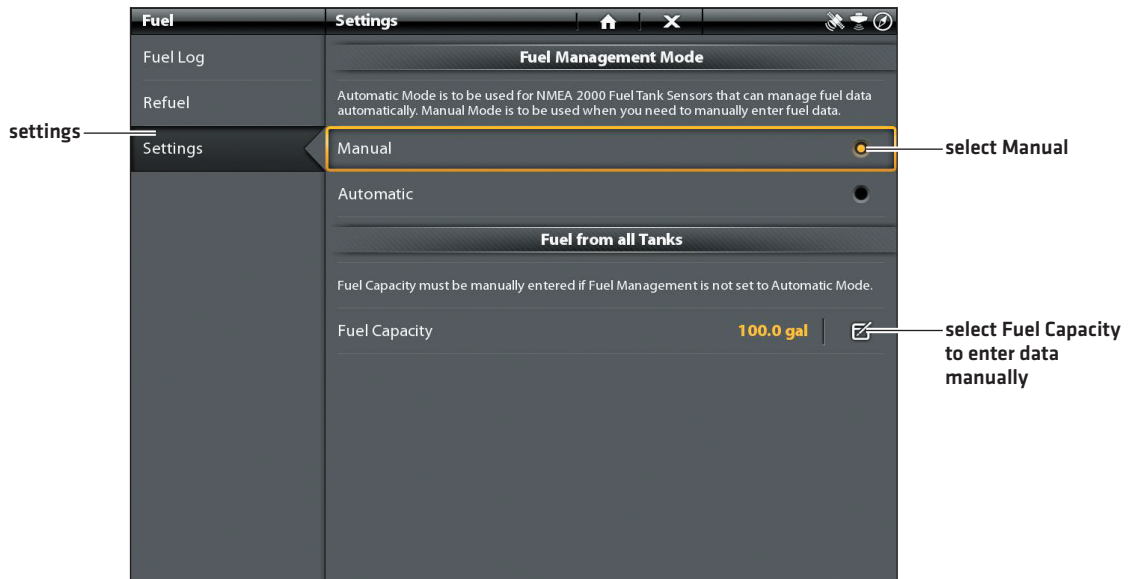 Fuel
Settings
Fuel Log
Refuel
Settings
Fuel Management Mode
Automatic Mode is to be used for NMEA 2000 Fuel Tank Sensors that can manage fuel data
automatically. Manual Mode is to be used when you need to manually enter fuel data.
Manual
Automatic
Fuel from all Tanks
Fuel Capacity must be manually entered if Fuel Management is not set to Automatic Mode.
Fuel Capacity 100.0 gal
settings
select Manual
select Fuel Capacity
to enter data
manually